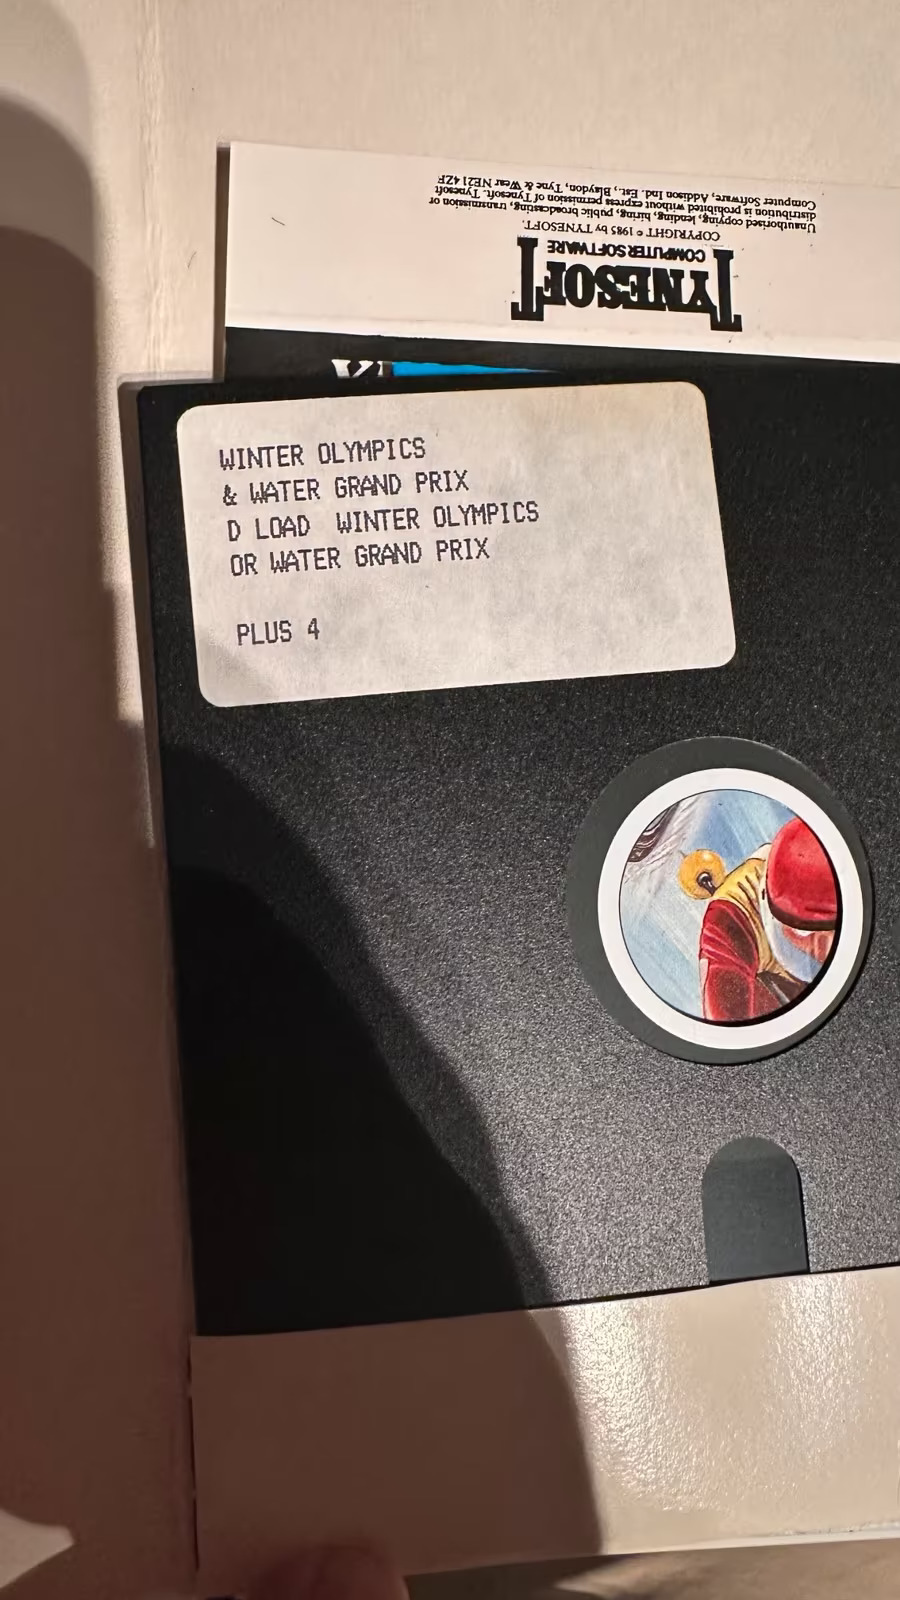 Unauthorised copying, lending, hiring, public broadcasting, transmission or
distribution is prohibited without express permission of Tynesoft. Tynesoft
Computer Software, Addison Ind. Est., Blaydon, Tyne & Wear NE21 4ZF
COPYRIGHT © 1985 by TYNESOFT.
TYNESOFT
COMPUTER SOFTWARE
WINTER OLYMPICS
& WATER GRAND PRIX
D LOAD  WINTER OLYMPICS
OR WATER GRAND PRIX
PLUS 4